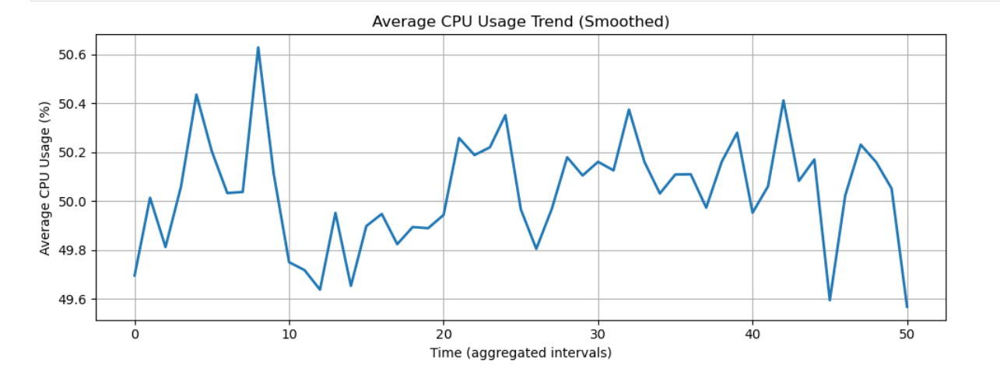 Average CPU Usage Trend (Smoothed)
50.6
50.4
50.2
50.0
49.8
49.6
Average CPU Usage (%)
0 10 20 30 40 50
Time (aggregated intervals)